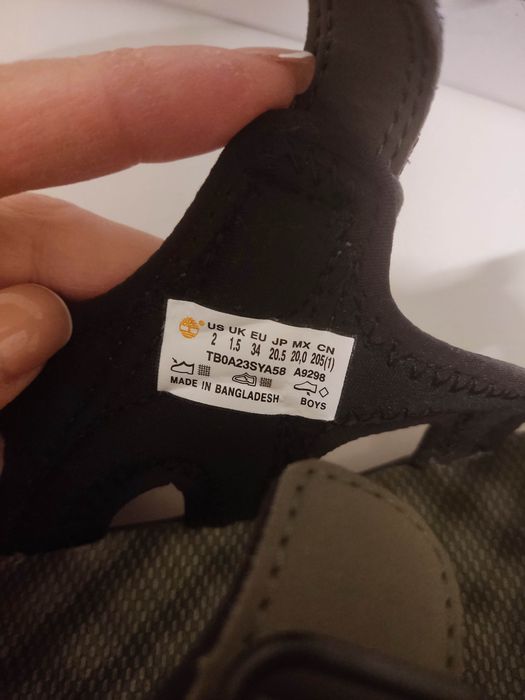 US UK EU JP MX CN
2 1.5 34 20.5 20,0 205(1)
TB0A23SYA58 A9298
MADE IN BANGLADESH BOYS